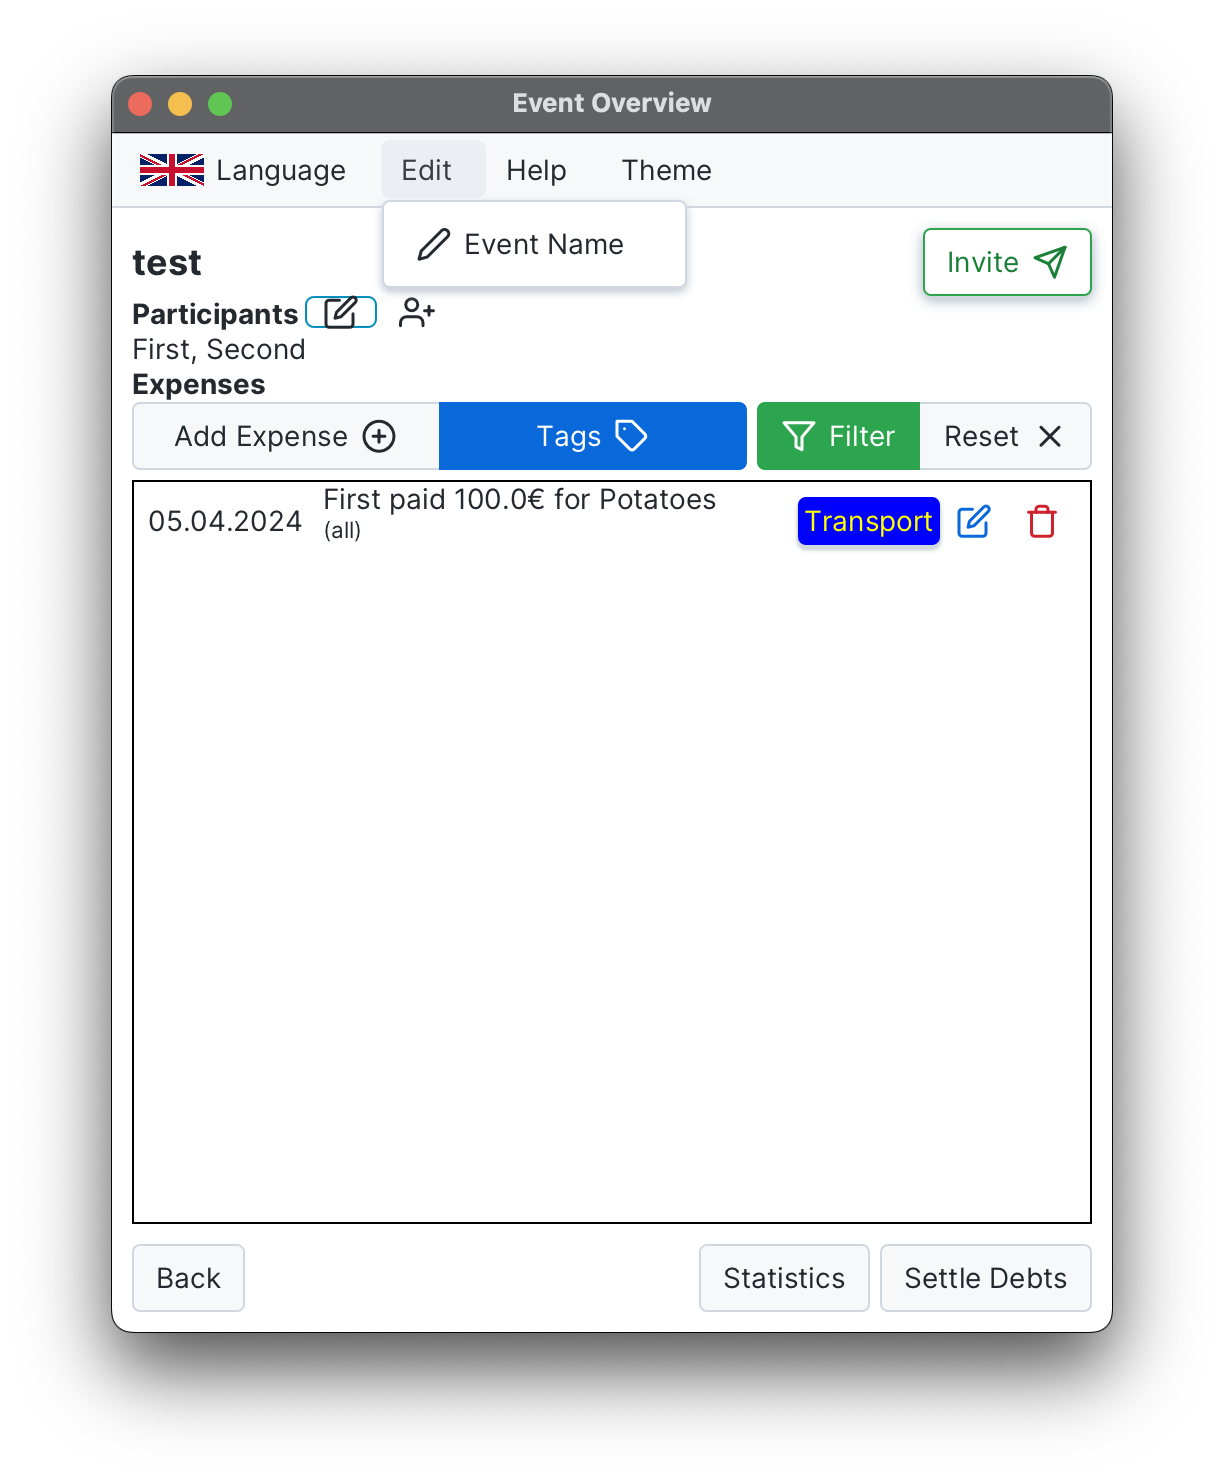 Event Overview
Language Edit Help Theme
Event Name
test
Invite
Participants
First, Second
Expenses
Add Expense Tags Filter Reset
05.04.2024 First paid 100.0€ for Potatoes
(all)
Transport
Back Statistics Settle Debts